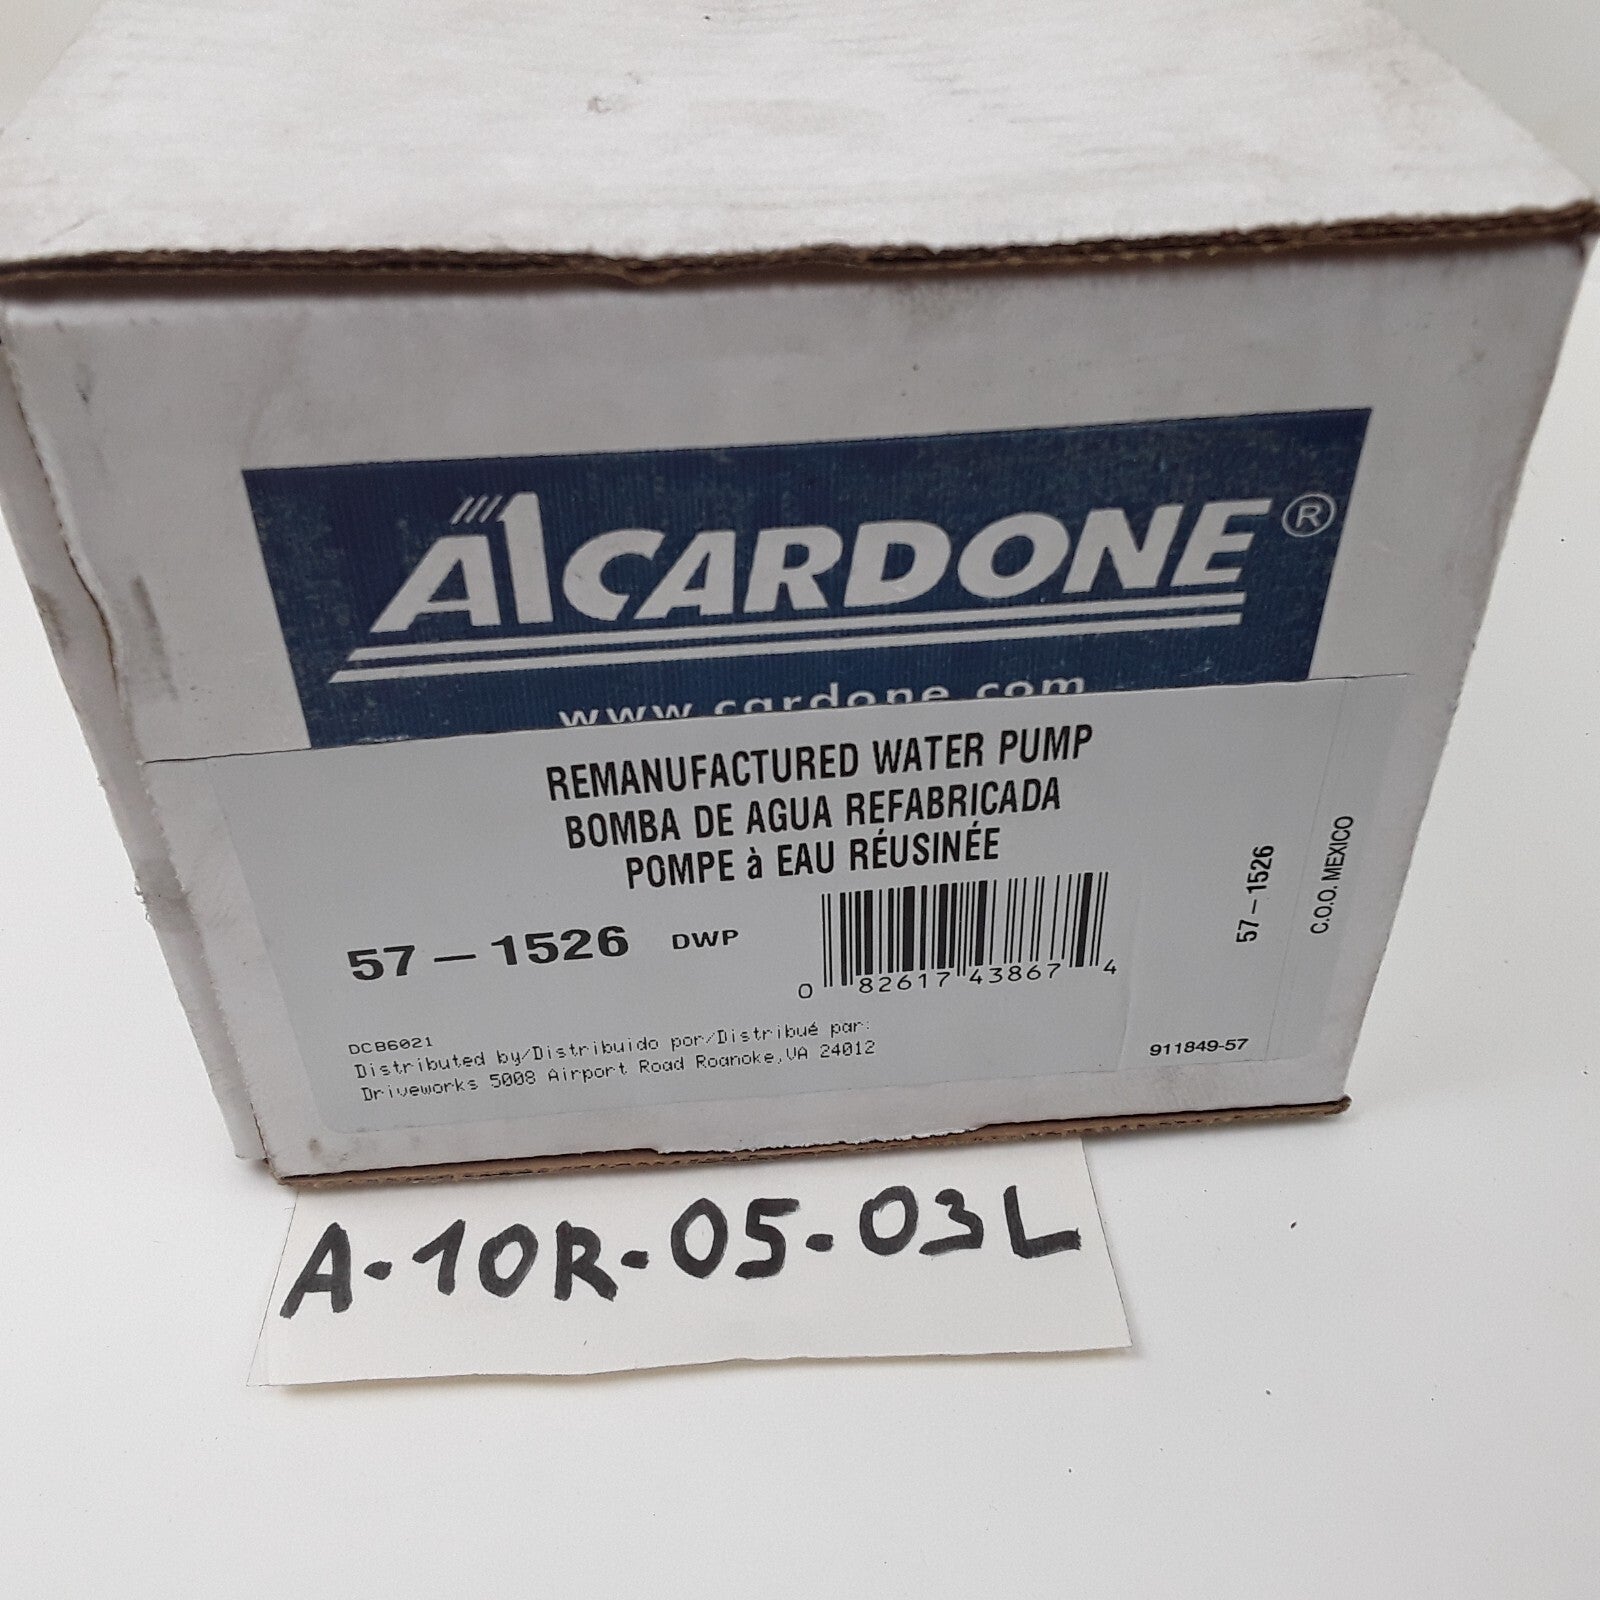 A1CARDONE®
www.cardone.com
REMANUFACTURED WATER PUMP
BOMBA DE AGUA REFABRICADA
POMPE à EAU RÉUSINÉE
57-1526 DWP
0 82617 43867 4
DCB6021
Distributed by/Distribuido por/Distribué par:
Driveworks 5008 Airport Road Roanoke,VA 24012
57-1526
C.O.O. MEXICO
911849-57
A-10R-05-03L